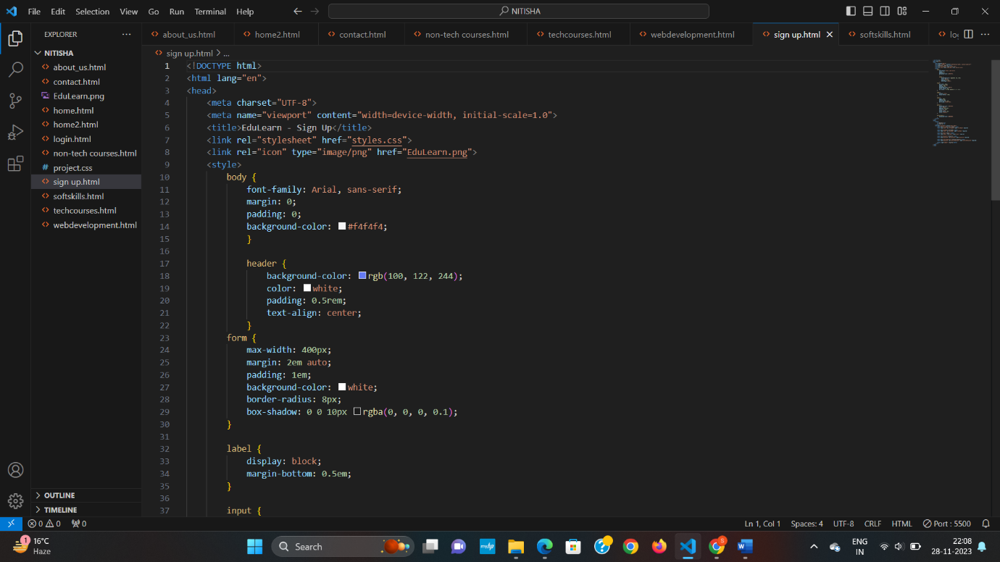 File Edit Selection View Go Run Terminal Help
NITISHA
EXPLORER
about_us.html home2.html contact.html non-tech courses.html techcourses.html webdevelopment.html sign up.html softskills.html
NITISHA
about_us.html
contact.html
EduLearn.png
home.html
home2.html
login.html
non-tech courses.html
# project.css
sign up.html
softskills.html
techcourses.html
webdevelopment.html
OUTLINE
TIMELINE
sign up.html > ...
1 <!DOCTYPE html>
2 <html lang="en">
3 <head>
4 <meta charset="UTF-8">
5 <meta name="viewport" content="width=device-width, initial-scale=1.0">
6 <title>EduLearn - Sign Up</title>
7 <link rel="stylesheet" href="styles.css">
8 <link rel="icon" type="image/png" href="EduLearn.png">
9 <style>
10 body {
11 font-family: Arial, sans-serif;
12 margin: 0;
13 padding: 0;
14 background-color: #f4f4f4;
15 }
16
17 header {
18 background-color: rgb(100, 122, 244);
19 color: white;
20 padding: 0.5rem;
21 text-align: center;
22 }
23 form {
24 max-width: 400px;
25 margin: 2em auto;
26 padding: 1em;
27 background-color: white;
28 border-radius: 8px;
29 box-shadow: 0 0 10px rgba(0, 0, 0, 0.1);
30 }
31
32 label {
33 display: block;
34 margin-bottom: 0.5em;
35 }
36
37 input {
0 0 0 Ln 1, Col 1 Spaces: 4 UTF-8 CRLF HTML Port : 5500
1 16°C
Haze
Search
myhp
S
W
ENG
IN
22:08
28-11-2023